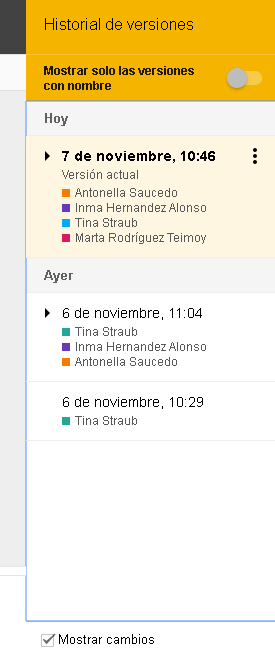 Historial de versiones
Mostrar solo las versiones
con nombre
Hoy
7 de noviembre, 10:46
Versión actual
Antonella Saucedo
Inma Hernandez Alonso
Tina Straub
Marta Rodríguez Teimoy
Ayer
6 de noviembre, 11:04
Tina Straub
Inma Hernandez Alonso
Antonella Saucedo
6 de noviembre, 10:29
Tina Straub
Mostrar cambios